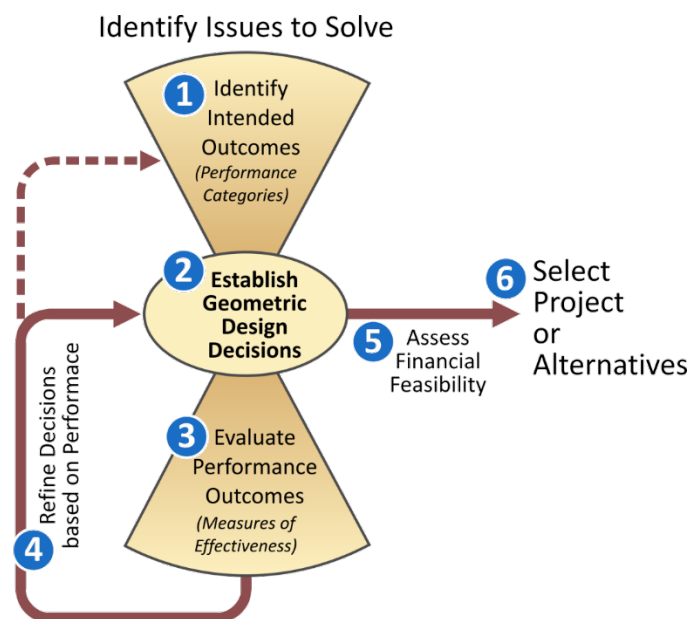 Identify Issues to Solve
1
Identify
Intended
Outcomes
(Performance
Categories)
2
Establish
Geometric
Design
Decisions
3
Evaluate
Performance
Outcomes
(Measures of
Effectiveness)
4
Refine Decisions
based on Performace
5
Assess
Financial
Feasibility
6
Select
Project
or
Alternatives